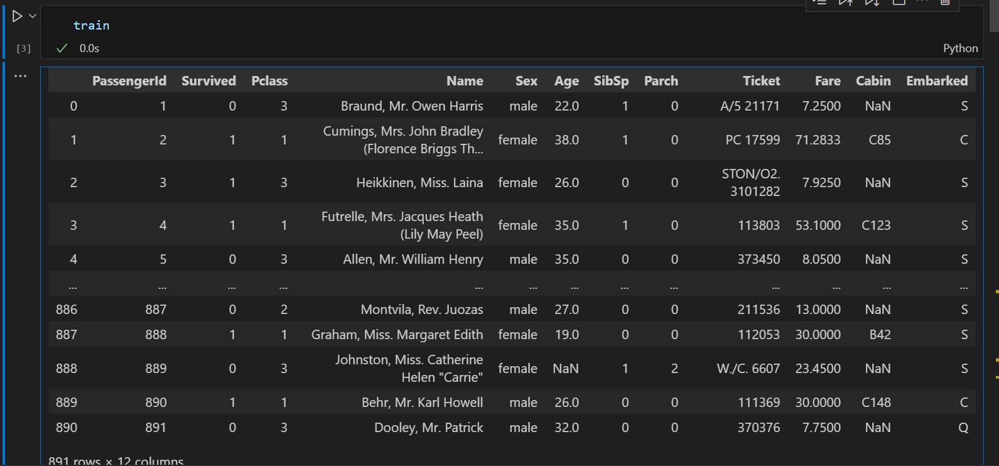 train
[3]
0.0s
Python
...
PassengerId Survived Pclass Name Sex Age SibSp Parch Ticket Fare Cabin Embarked
0 1 0 3 Braund, Mr. Owen Harris male 22.0 1 0 A/5 21171 7.2500 NaN S
1 2 1 1 Cumings, Mrs. John Bradley (Florence Briggs Th... female 38.0 1 0 PC 17599 71.2833 C85 C
2 3 1 3 Heikkinen, Miss. Laina female 26.0 0 0 STON/O2. 3101282 7.9250 NaN S
3 4 1 1 Futrelle, Mrs. Jacques Heath (Lily May Peel) female 35.0 1 0 113803 53.1000 C123 S
4 5 0 3 Allen, Mr. William Henry male 35.0 0 0 373450 8.0500 NaN S
... ... ... ... ... ... ... ... ... ... ... ... ...
886 887 0 2 Montvila, Rev. Juozas male 27.0 0 0 211536 13.0000 NaN S
887 888 1 1 Graham, Miss. Margaret Edith female 19.0 0 0 112053 30.0000 B42 S
888 889 0 3 Johnston, Miss. Catherine Helen "Carrie" female NaN 1 2 W./C. 6607 23.4500 NaN S
889 890 1 1 Behr, Mr. Karl Howell male 26.0 0 0 111369 30.0000 C148 C
890 891 0 3 Dooley, Mr. Patrick male 32.0 0 0 370376 7.7500 NaN Q
891 rows × 12 columns